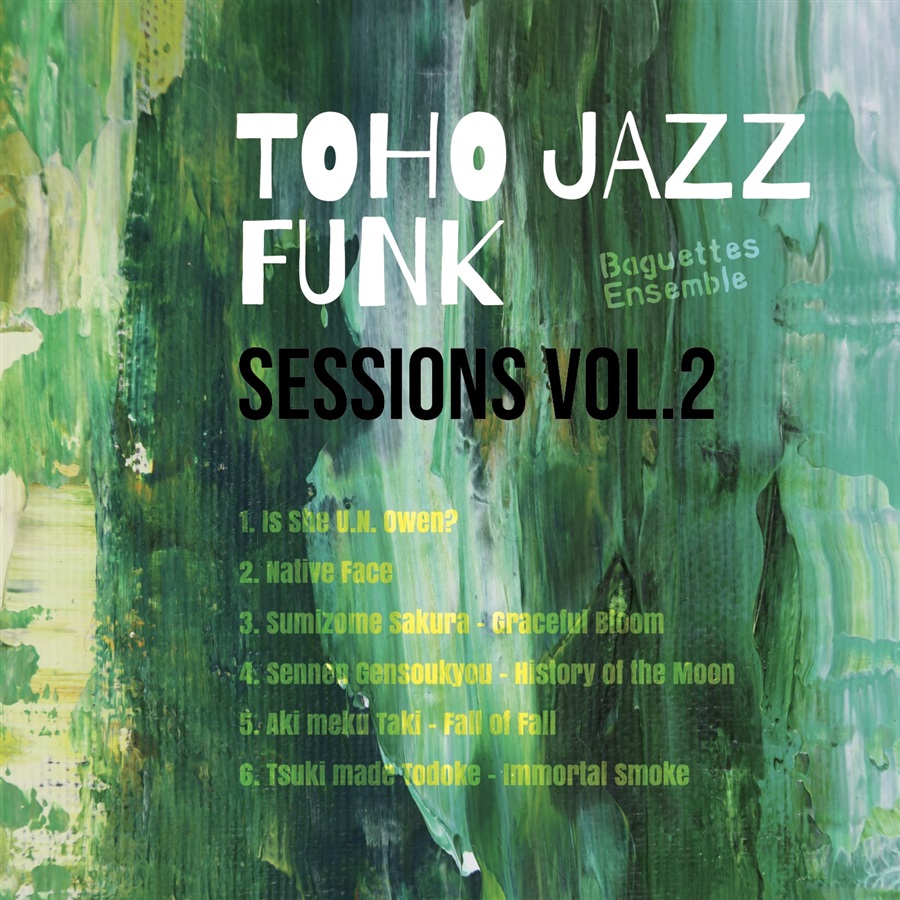 TOHO JAZZ
FUNK
Baguettes
Ensemble
SESSIONS VOL.2
1. Is She U.N. Owen?
2. Native Face
3. Sumizome Sakura - Graceful Bloom
4. Sennen Gensoukyou - History of the Moon
5. Aki meku Taki - Fall of Fall
6. Tsuki made Todoke - Immortal Smoke